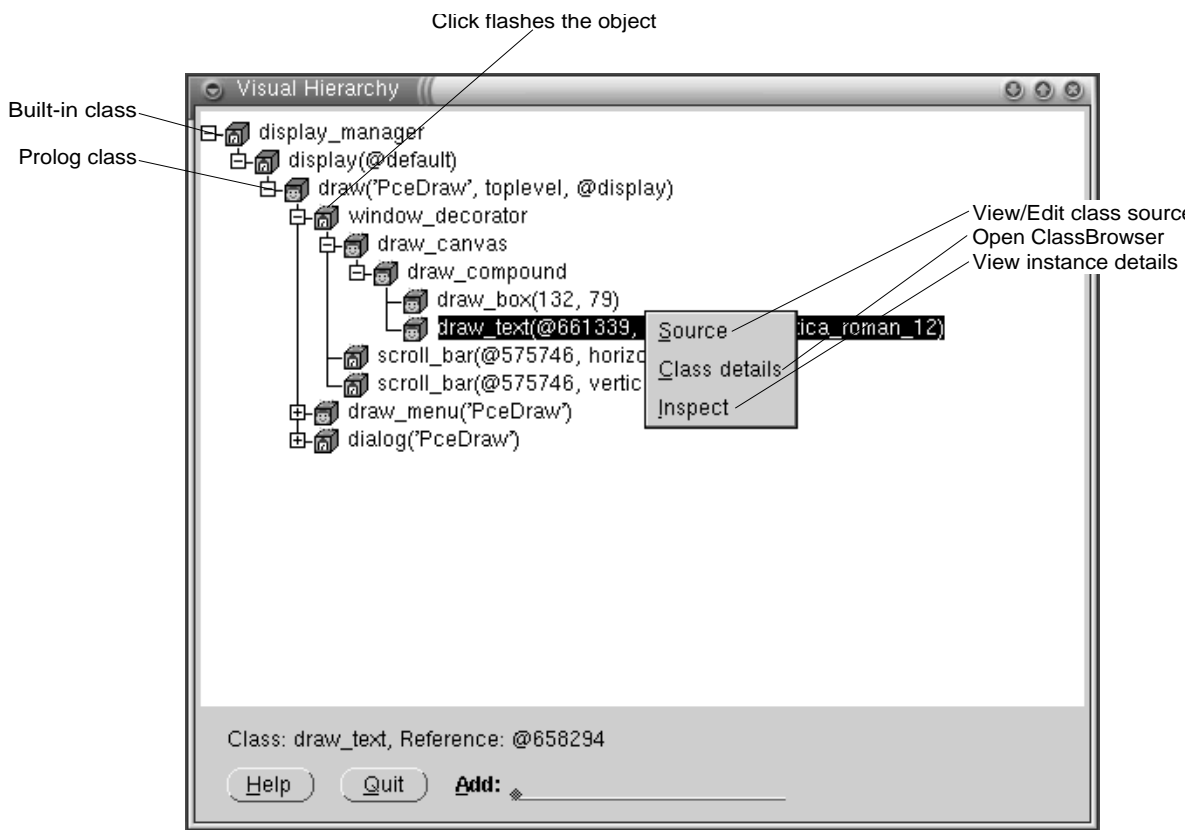 Click flashes the object
Visual Hierarchy
Built-in class
display_manager
Prolog class
display(@default)
draw('PceDraw', toplevel, @display)
window_decorator
View/Edit class source
draw_canvas
Open ClassBrowser
draw_compound
View instance details
draw_box(132, 79)
draw_text(@661339, tica_roman_12)
Source
scroll_bar(@575746, horizo
Class details
scroll_bar(@575746, vertic
Inspect
draw_menu('PceDraw')
dialog('PceDraw')
Class: draw_text, Reference: @658294
Help Quit Add: